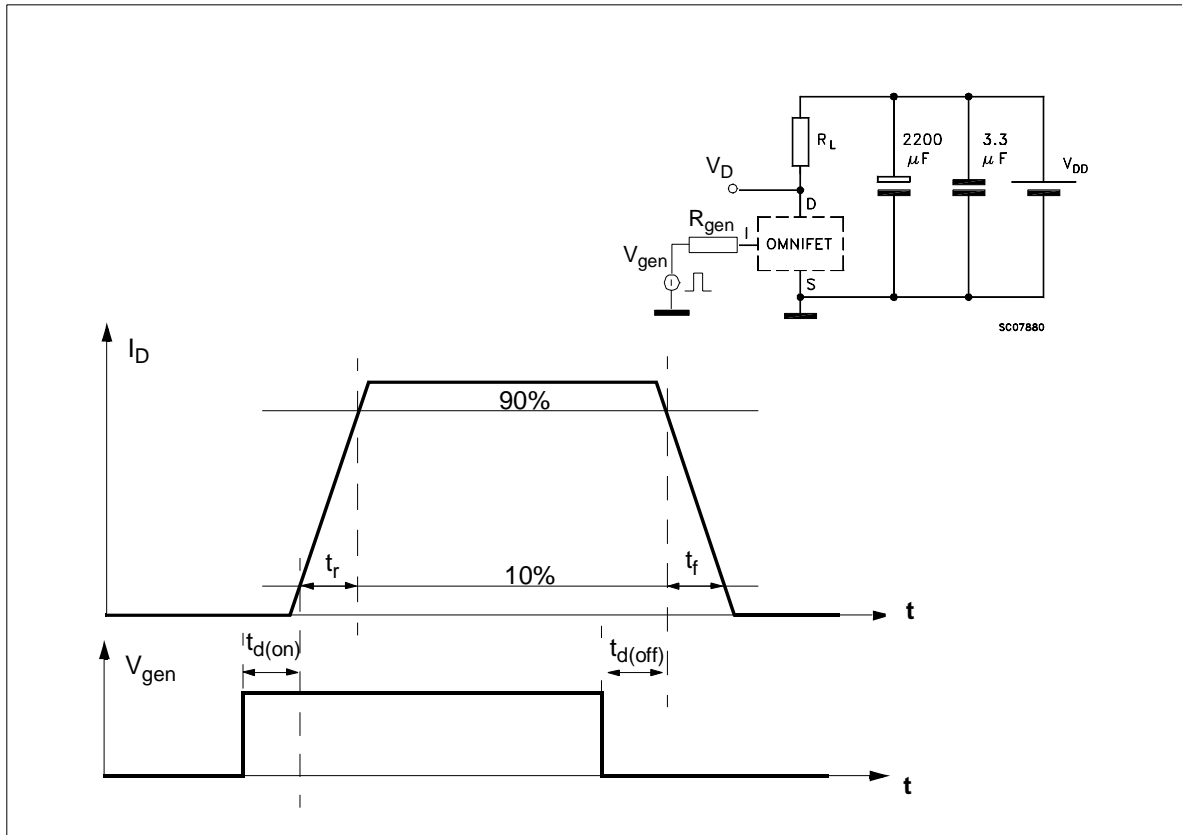 2200
μF
3.3
μF
R_L
V_DD
V_D
D
R_gen
I
OMNIFET
V_gen
S
SC07880
I_D
90%
t_r
10%
t_f
t
t_d(on)
t_d(off)
V_gen
t